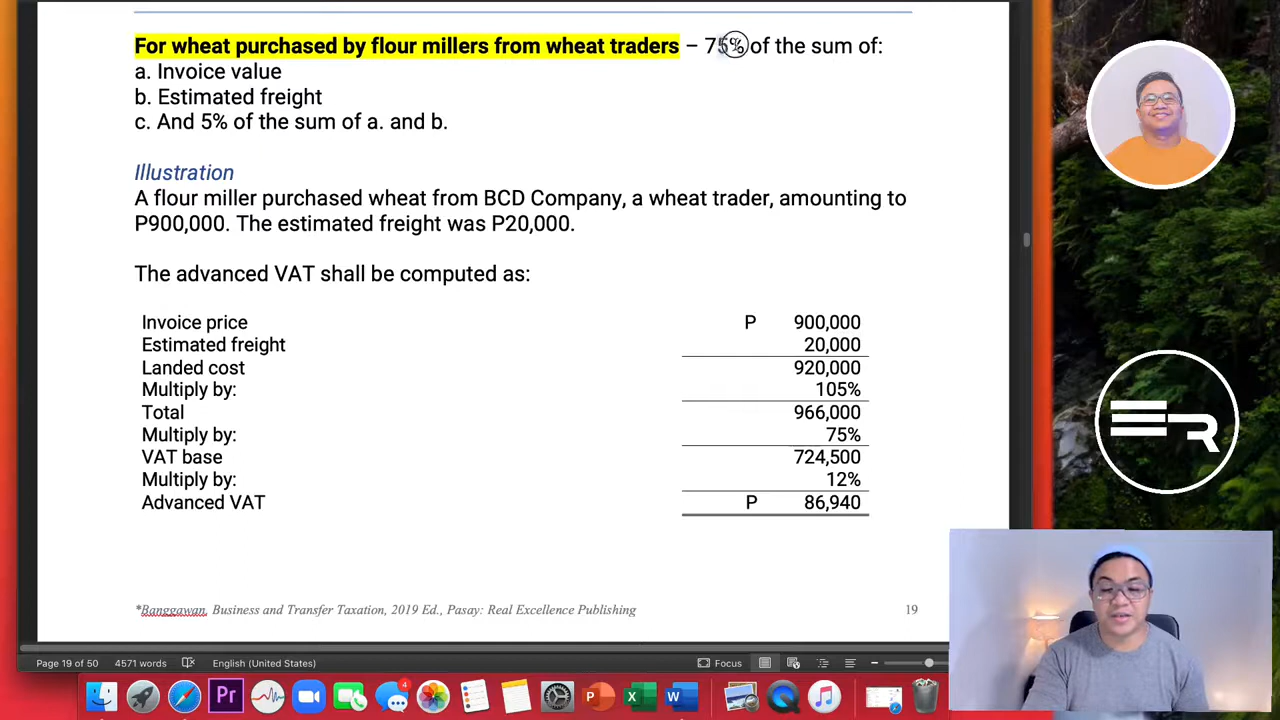 For wheat purchased by flour millers from wheat traders – 75% of the sum of:
a. Invoice value
b. Estimated freight
c. And 5% of the sum of a. and b.
Illustration
A flour miller purchased wheat from BCD Company, a wheat trader, amounting to
P900,000. The estimated freight was P20,000.
The advanced VAT shall be computed as:
Invoice price P 900,000
Estimated freight 20,000
Landed cost 920,000
Multiply by: 105%
Total 966,000
Multiply by: 75%
VAT base 724,500
Multiply by: 12%
Advanced VAT P 86,940
*Banggawan, Business and Transfer Taxation, 2019 Ed., Pasay: Real Excellence Publishing 19
Page 19 of 50 4571 words English (United States) Focus
Pr 4 P X W
ER